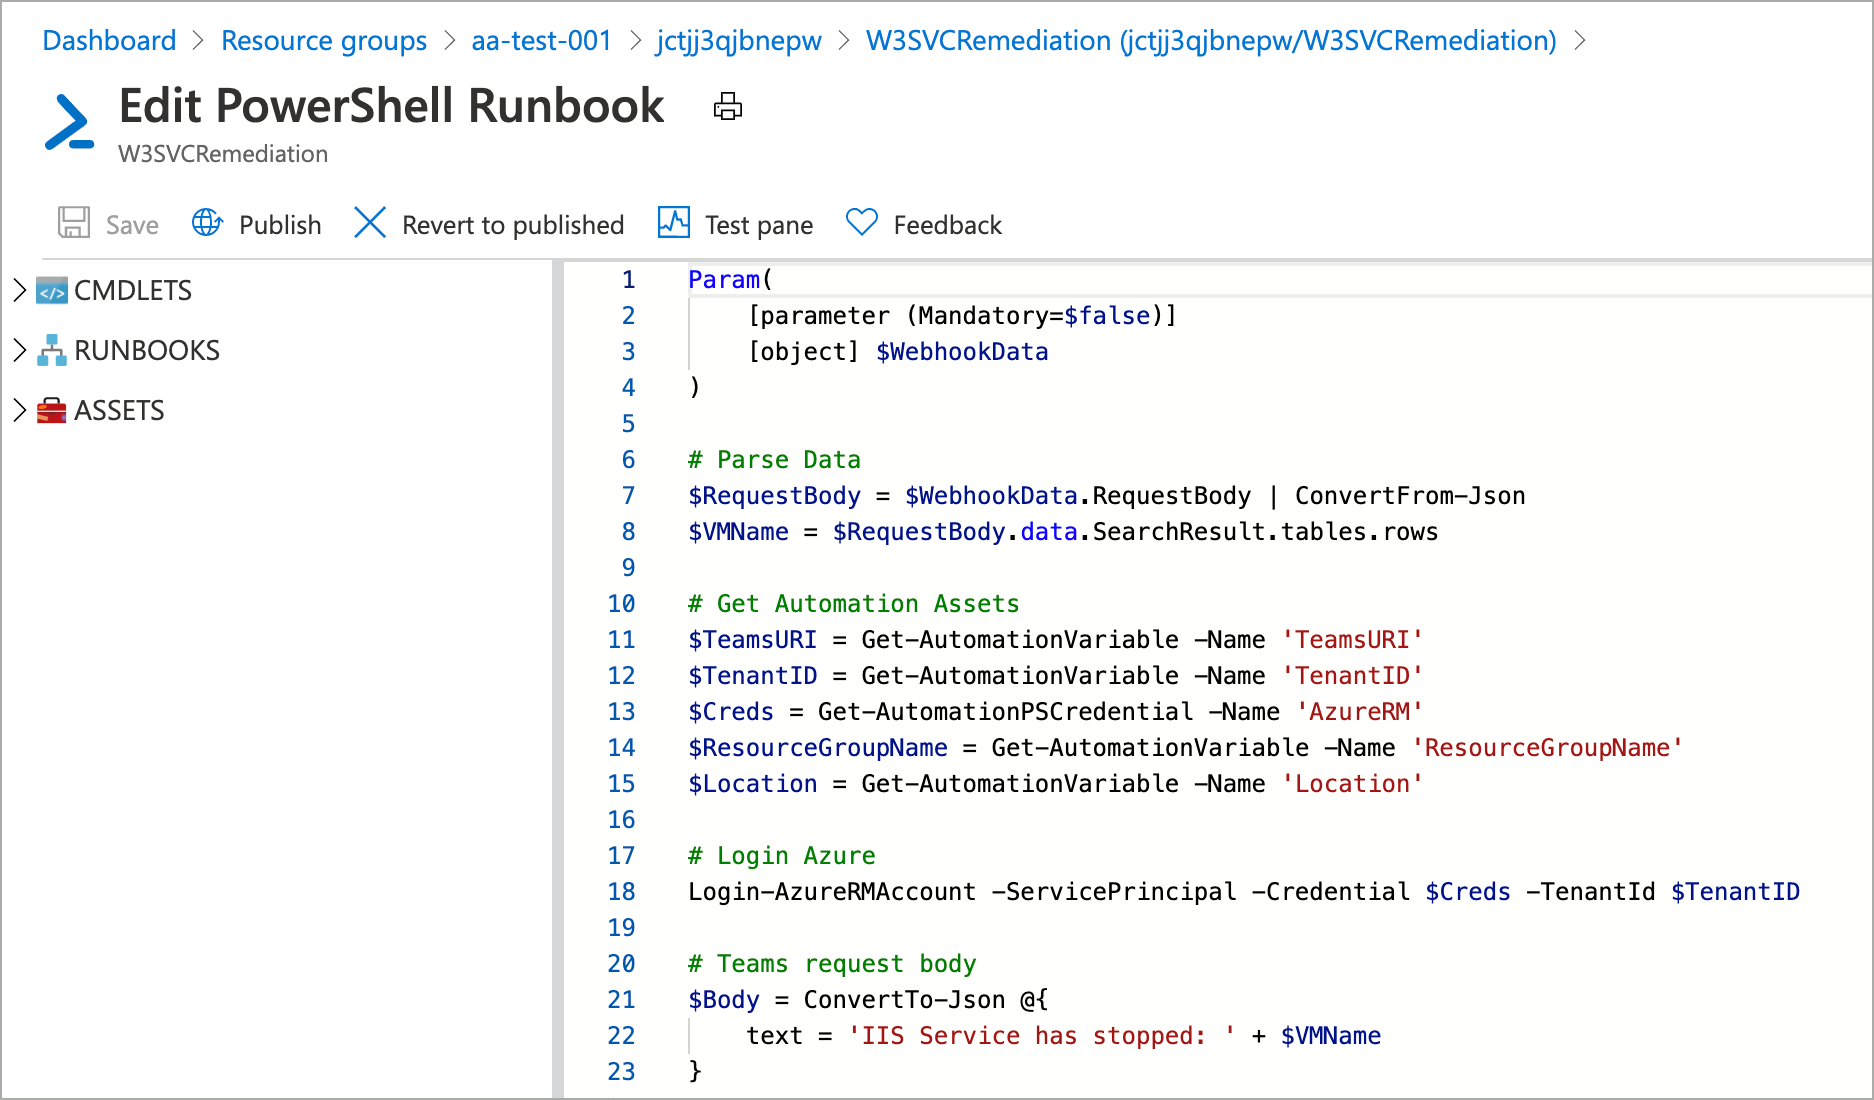 Dashboard > Resource groups > aa-test-001 > jctjj3qjbnepw > W3SVCRemediation (jctjj3qjbnepw/W3SVCRemediation) >
Edit PowerShell Runbook
W3SVCRemediation
Save Publish Revert to published Test pane Feedback
CMDLETS
RUNBOOKS
ASSETS
1 Param(
2     [parameter (Mandatory=$false)]
3     [object] $WebhookData
4 )
5
6 # Parse Data
7 $RequestBody = $WebhookData.RequestBody | ConvertFrom-Json
8 $VMName = $RequestBody.data.SearchResult.tables.rows
9
10 # Get Automation Assets
11 $TeamsURI = Get-AutomationVariable -Name 'TeamsURI'
12 $TenantID = Get-AutomationVariable -Name 'TenantID'
13 $Creds = Get-AutomationPSCredential -Name 'AzureRM'
14 $ResourceGroupName = Get-AutomationVariable -Name 'ResourceGroupName'
15 $Location = Get-AutomationVariable -Name 'Location'
16
17 # Login Azure
18 Login-AzureRMAccount -ServicePrincipal -Credential $Creds -TenantId $TenantID
19
20 # Teams request body
21 $Body = ConvertTo-Json @{
22     text = 'IIS Service has stopped: ' + $VMName
23 }